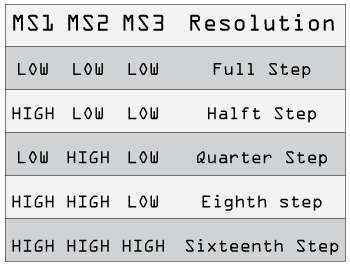 MS1 MS2 MS3 Resolution
LOW LOW LOW Full Step
HIGH LOW LOW Halft Step
LOW HIGH LOW Quarter Step
HIGH HIGH LOW Eighth step
HIGH HIGH HIGH Sixteenth Step